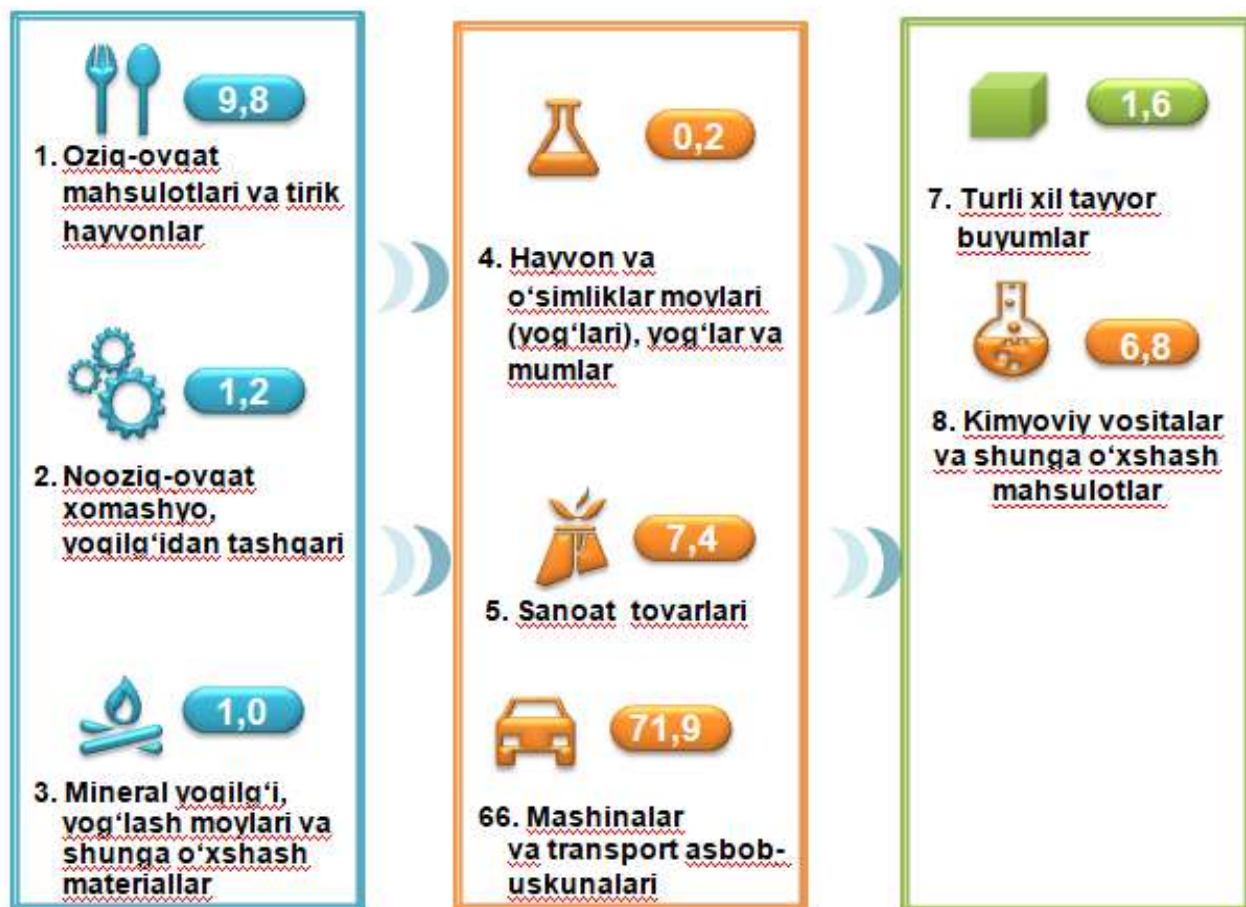 9,8
1. Oziq-ovqat
mahsulotlari va tirik
hayvonlar
1,2
2. Nooziq-ovqat
xomashyo,
yoqilg‘idan tashqari
1,0
3. Mineral yoqilg‘i,
yog‘lash moylari va
shunga o‘xshash
materiallar
0,2
4. Hayvon va
o‘simliklar moylari
(yog‘lari), yog‘lar va
mumlar
7,4
5. Sanoat tovarlari
71,9
66. Mashinalar
va transport asbob-
uskunalari
1,6
7. Turli xil tayyor
buyumlar
6,8
8. Kimyoviy vositalar
va shunga o‘xshash
mahsulotlar